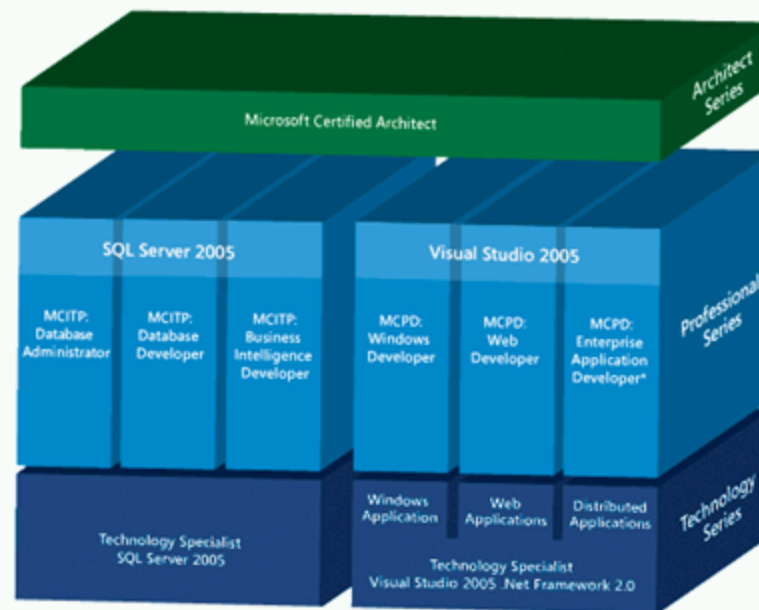 Microsoft Certified Architect
Architect
Series
SQL Server 2005
Visual Studio 2005
MCITP:
Database
Administrator
MCITP:
Database
Developer
MCITP:
Business
Intelligence
Developer
MCPD:
Windows
Developer
MCPD:
Web
Developer
MCPD:
Enterprise
Application
Developer*
Professional
Series
Technology Specialist
SQL Server 2005
Windows
Application
Web
Applications
Distributed
Applications
Technology Specialist
Visual Studio 2005 .Net Framework 2.0
Technology
Series